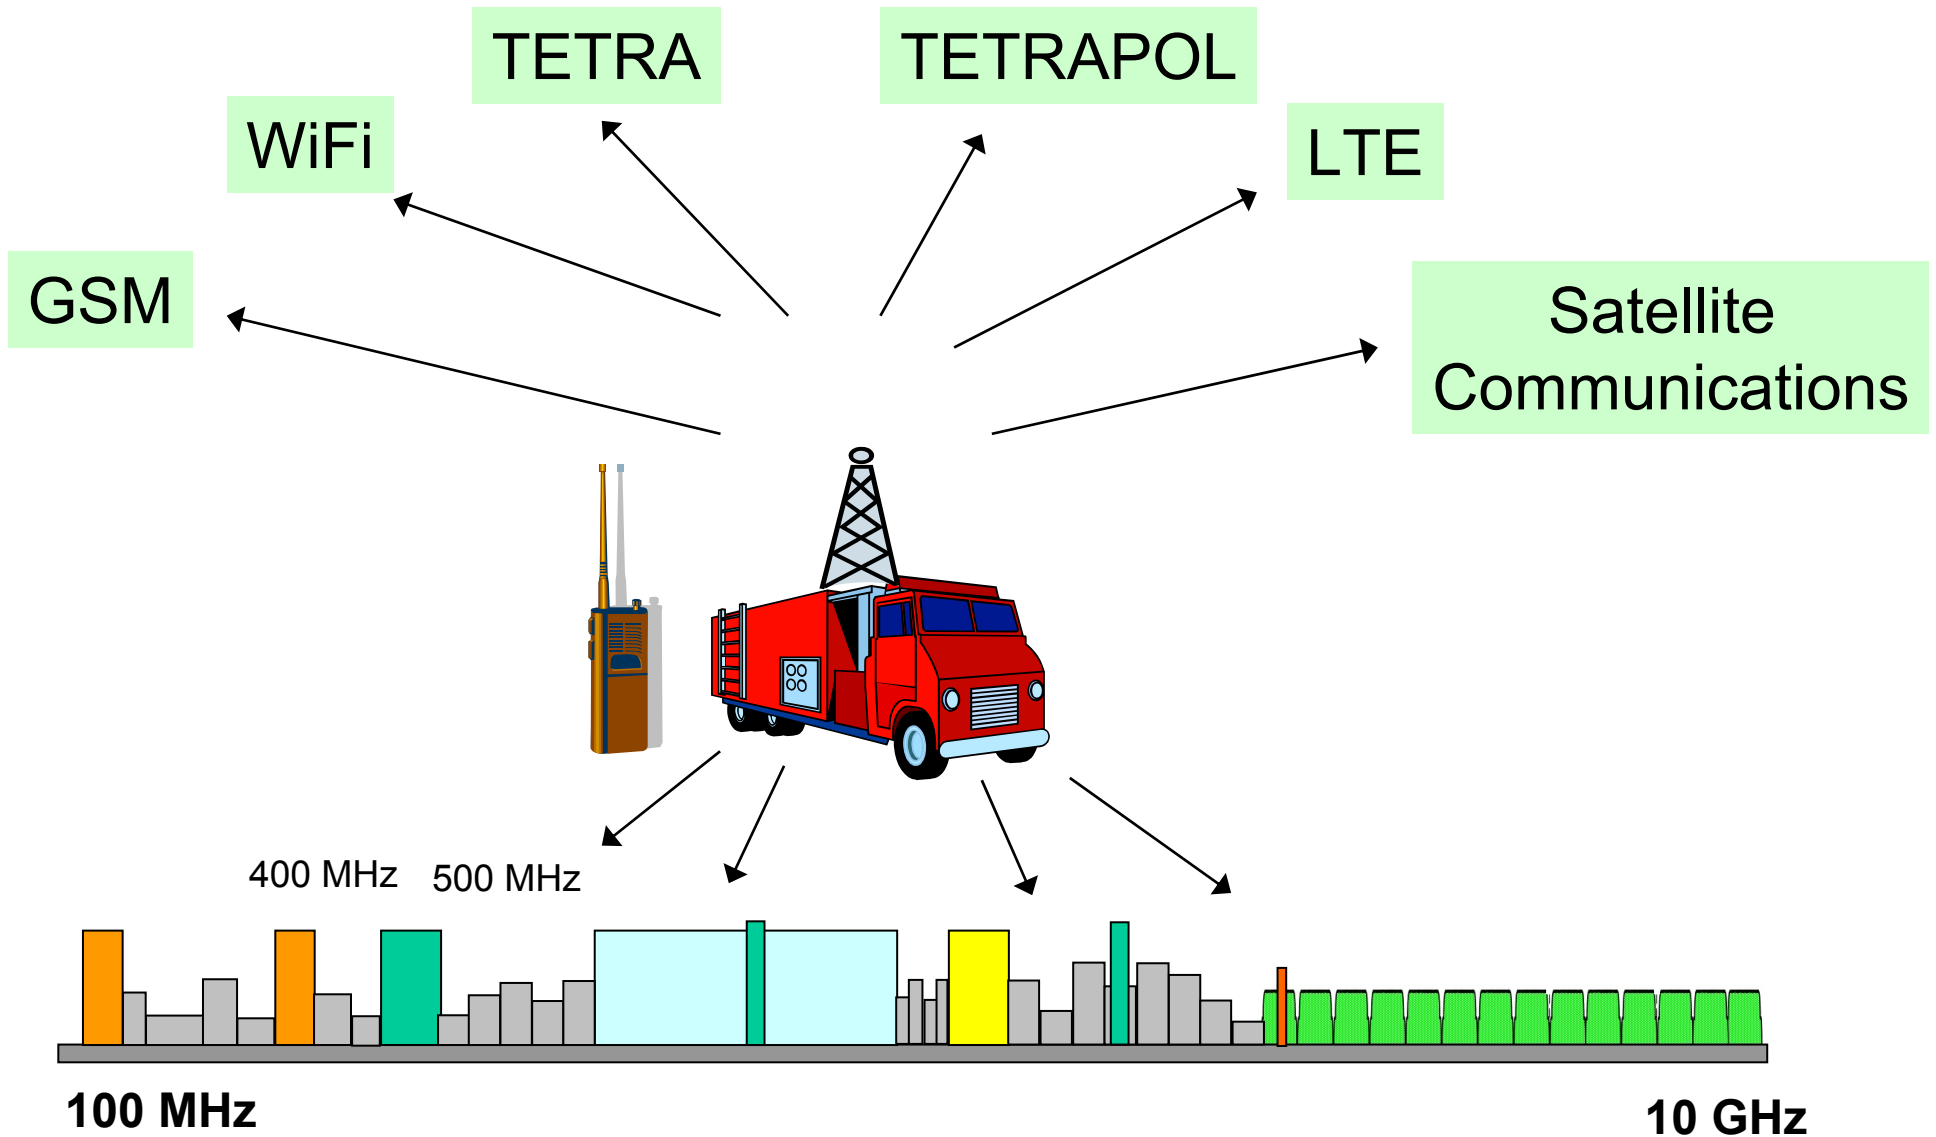 TETRA
TETRAPOL
WiFi
LTE
GSM
Satellite
Communications
400 MHz
500 MHz
100 MHz
10 GHz